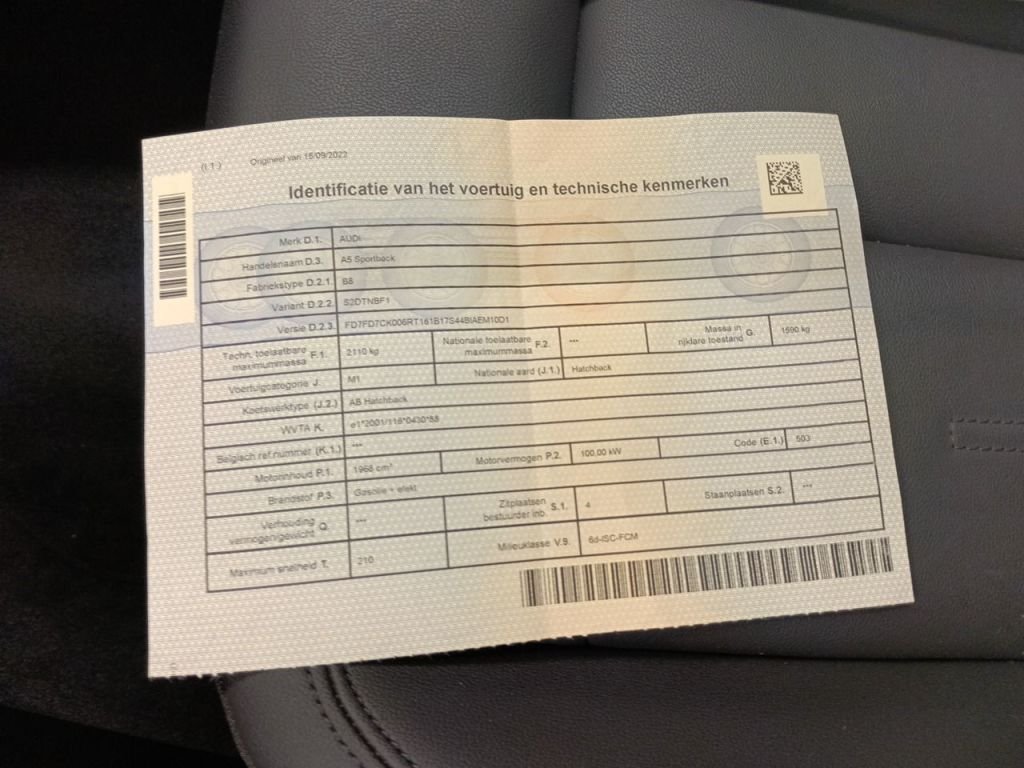 (I.1.) Origineel van 15/09/2022
Identificatie van het voertuig en technische kenmerken
Merk D.1. AUDI
Handelsnaam D.3. A5 Sportback
Fabriekstype D.2.1. B8
Variant D.2.2. S2DTNBF1
Versie D.2.3. FD7FD7CK006RT161B17S44BIAEM10D1
Techn. toelaatbare maximummassa F.1. 2110 kg Nationale toelaatbare maximummassa F.2. --- Massa in rijklare toestand G. 1590 kg
Voertuigcategorie J. M1 Nationale aard (J.1.) Hatchback
Koetswerktype (J.2.) AB Hatchback
WVTA K. e1*2001/116*0430*88
Belgisch ref.nummer (K.1.) ---
Motorinhoud P.1. 1968 cm³ Motorvermogen P.2. 100,00 kW Code (E.1.) 503
Brandstof P.3. Gasolie + elekt
Verhouding vermogen/gewicht Q. --- Zitplaatsen bestuurder inb. S.1. 4 Staanplaatsen S.2. ---
Maximum snelheid T. 210 Milieuklasse V.9. 6d-ISC-FCM